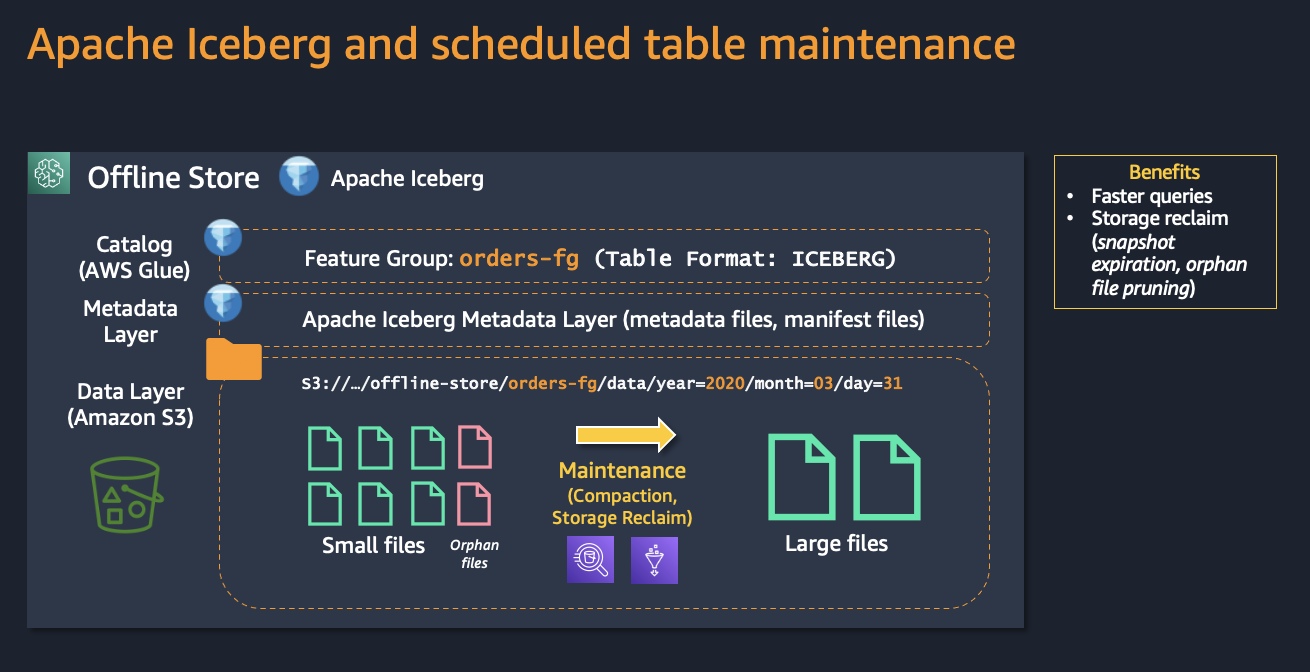 Apache Iceberg and scheduled table maintenance
Offline Store
Apache Iceberg
Catalog
(AWS Glue)
Feature Group: orders-fg (Table Format: ICEBERG)
Metadata
Layer
Apache Iceberg Metadata Layer (metadata files, manifest files)
Data Layer
(Amazon S3)
S3://…/offline-store/orders-fg/data/year=2020/month=03/day=31
Small files
Orphan
files
Maintenance
(Compaction,
Storage Reclaim)
Large files
Benefits
• Faster queries
• Storage reclaim
(snapshot
expiration, orphan
file pruning)